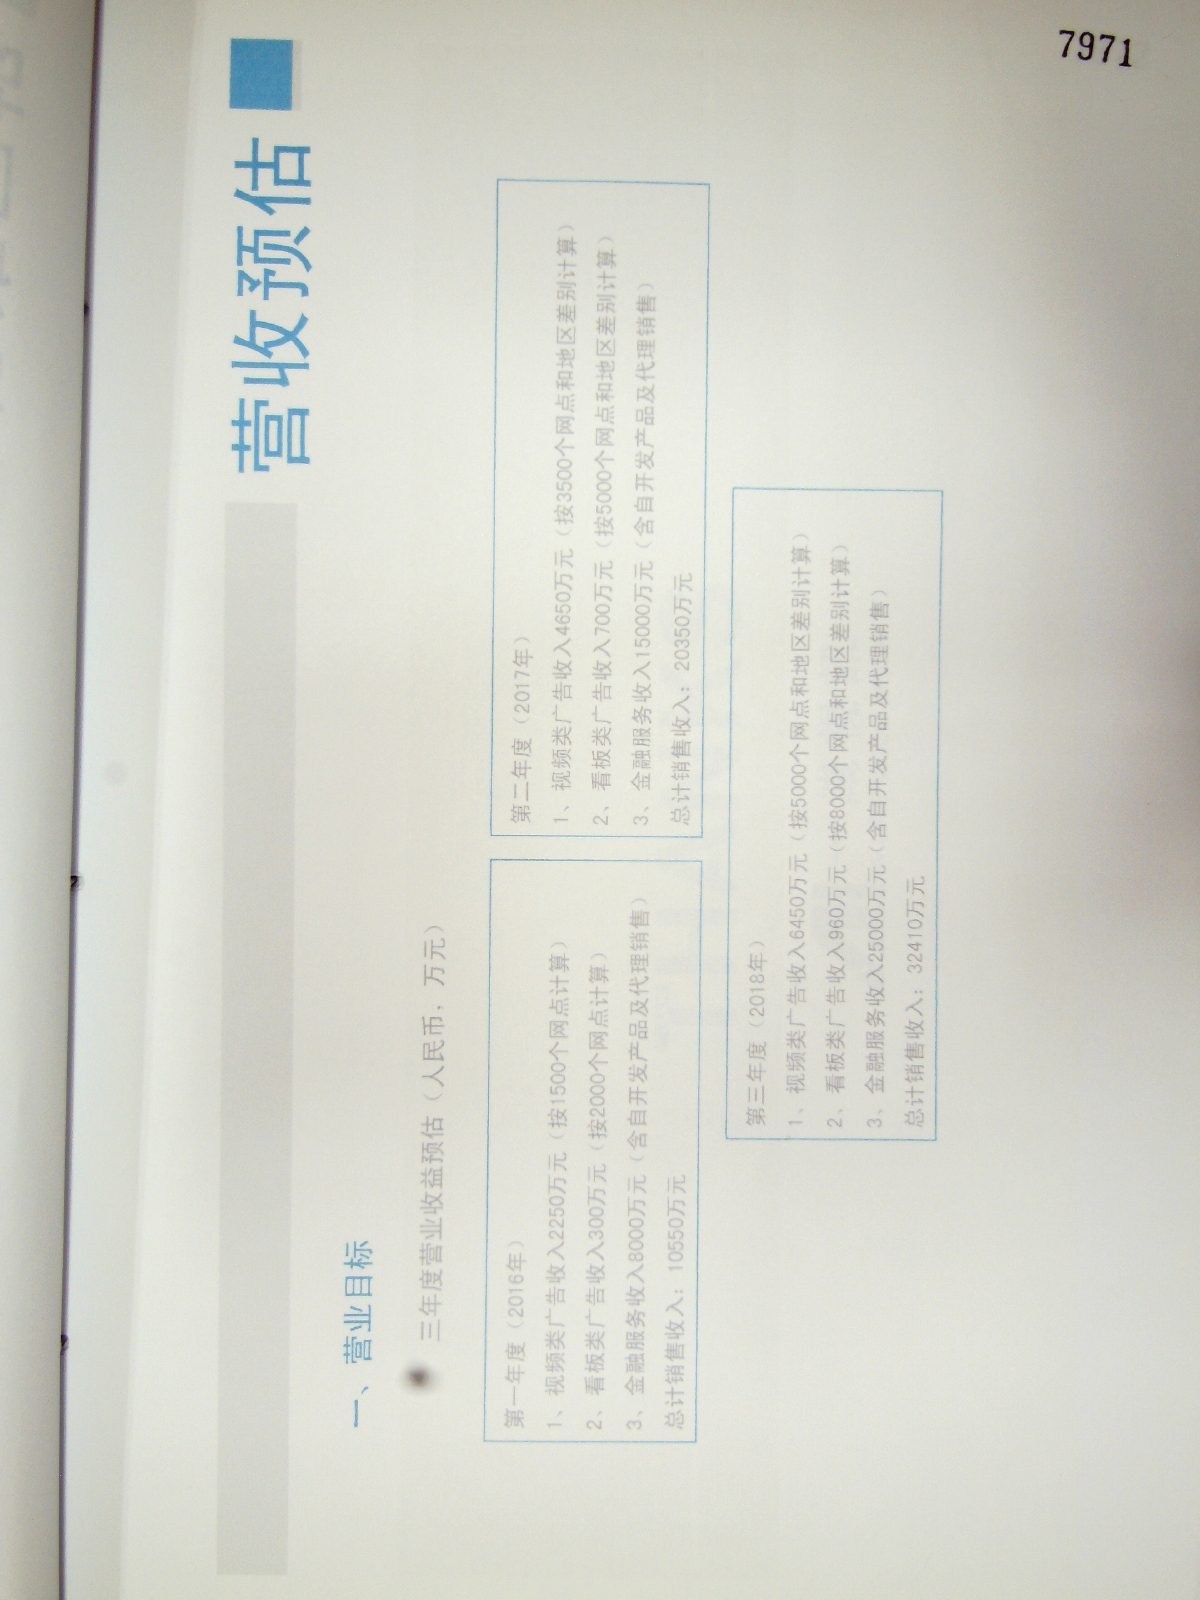 7971
营收预估
一、营业目标
三年度营业收益预估（人民币，万元）
第一年度（2016年）
1、视频类广告收入2250万元（按1500个网点计算）
2、看板类广告收入300万元（按2000个网点计算）
3、金融服务收入8000万元（含自开发产品及代理销售）
总计销售收入：10550万元
第二年度（2017年）
1、视频类广告收入4650万元（按3500个网点和地区差别计算）
2、看板类广告收入700万元（按5000个网点和地区差别计算）
3、金融服务收入15000万元（含自开发产品及代理销售）
总计销售收入：20350万元
第三年度（2018年）
1、视频类广告收入6450万元（按5000个网点和地区差别计算）
2、看板类广告收入960万元（按8000个网点和地区差别计算）
3、金融服务收入25000万元（含自开发产品及代理销售）
总计销售收入：32410万元